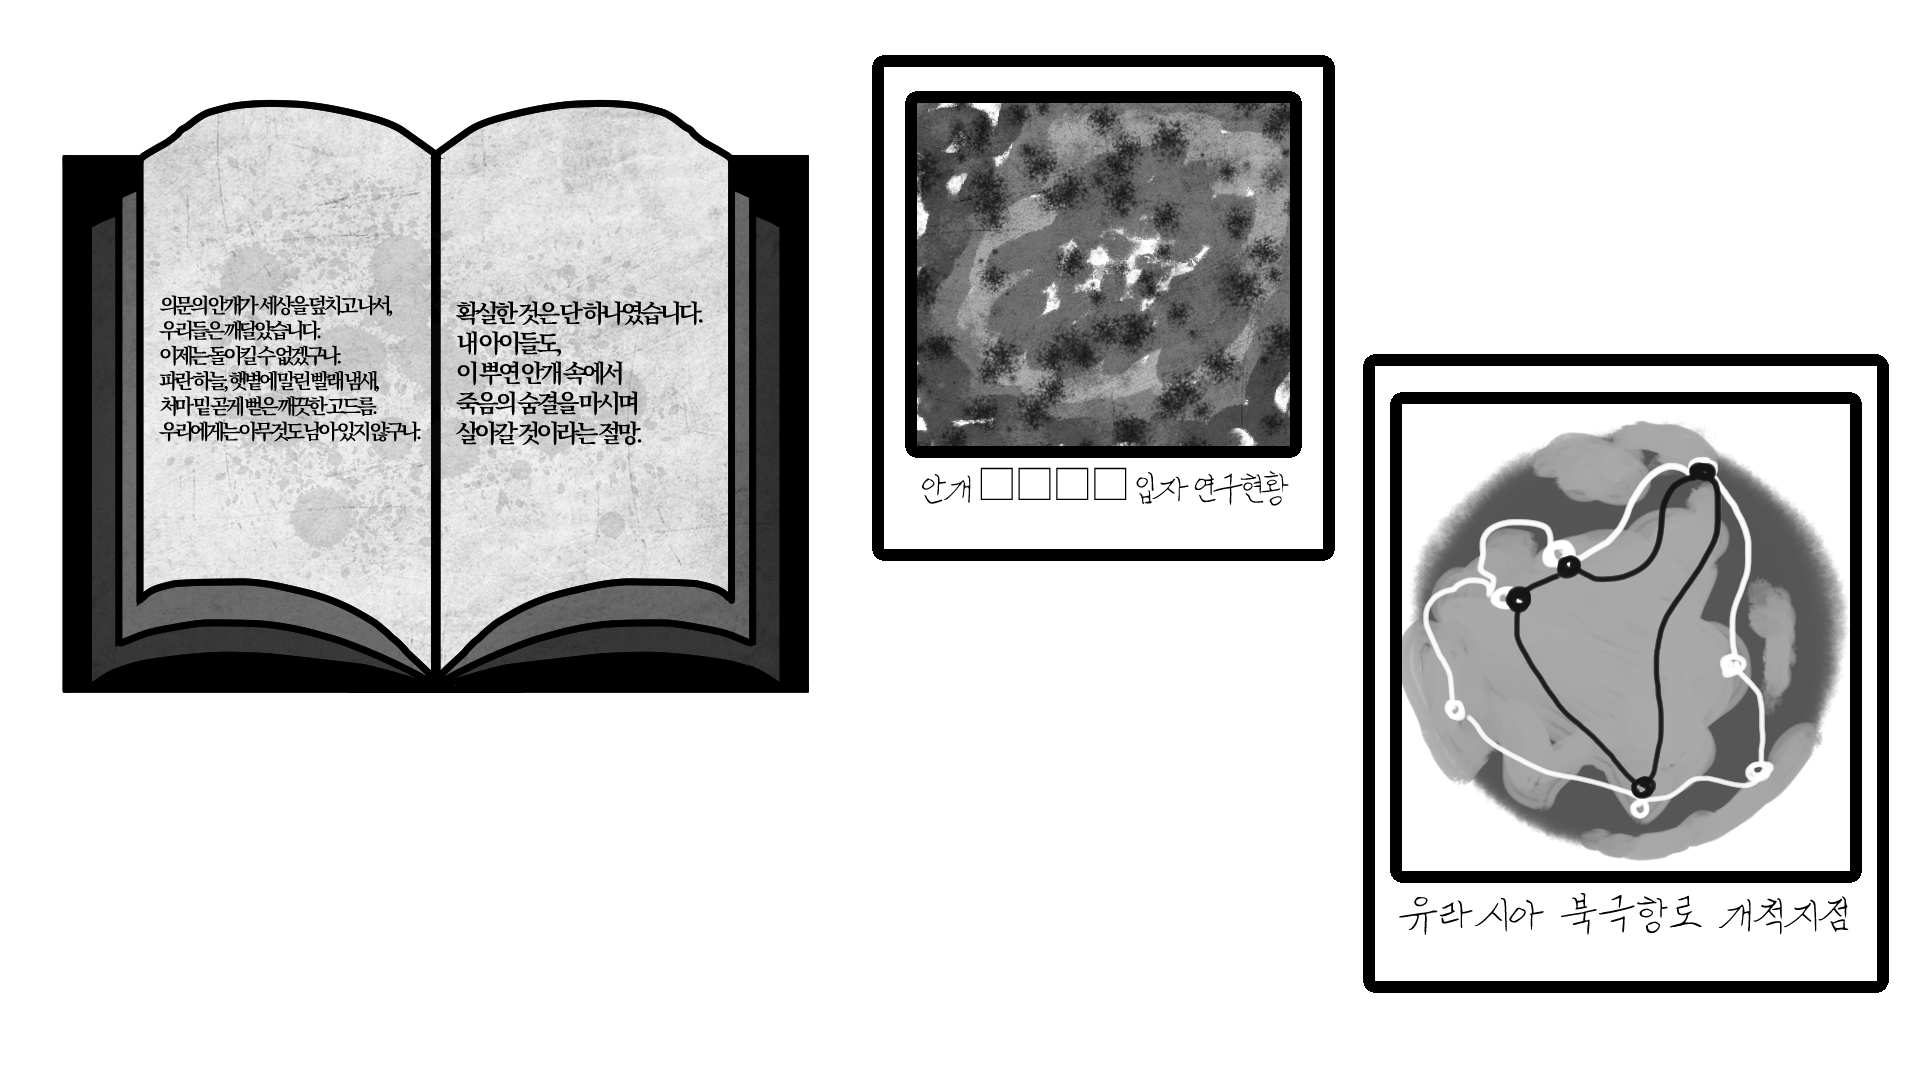 의문의 안개가 세상을 덮치고 나서,
우리들은 깨달았습니다.
이제는 돌이킬 수 없겠구나.
파란 하늘, 햇볕에 말린 빨래 냄새,
처마 밑 곧게 뻗은 깨끗한 고드름.
우리에게는 아무것도 남아 있지 않구나.
확실한 것은 단 하나였습니다.
내 아이들도,
이 뿌연 안개 속에서
죽음의 숨결을 마시며
살아갈 것이라는 절망.
안개 □□□□ 입자 연구현황
유라시아 북극항로 개척지점